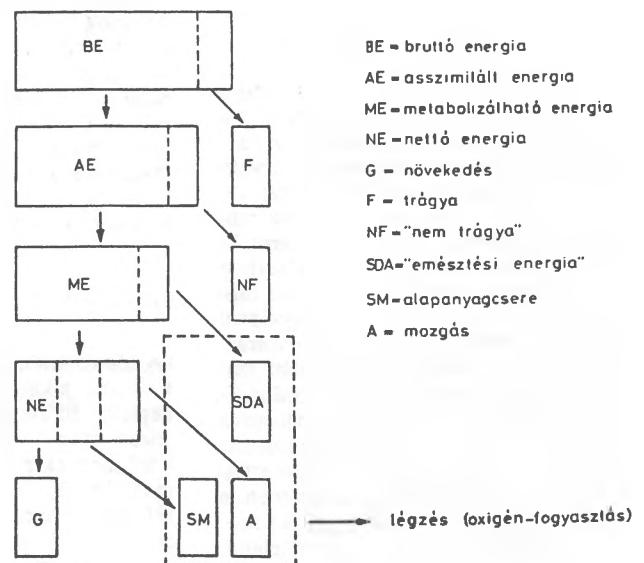 BE
AE
F
ME
NF
NE
SDA
G
SM
A
légzés (oxigén-fogyasztás)
BE = bruttó energia
AE = asszimilált energia
ME = metabolizálható energia
NE = nettó energia
G = növekedés
F = trágya
NF = "nem trágya"
SDA = "emésztési energia"
SM = alapanyagcsere
A = mozgás